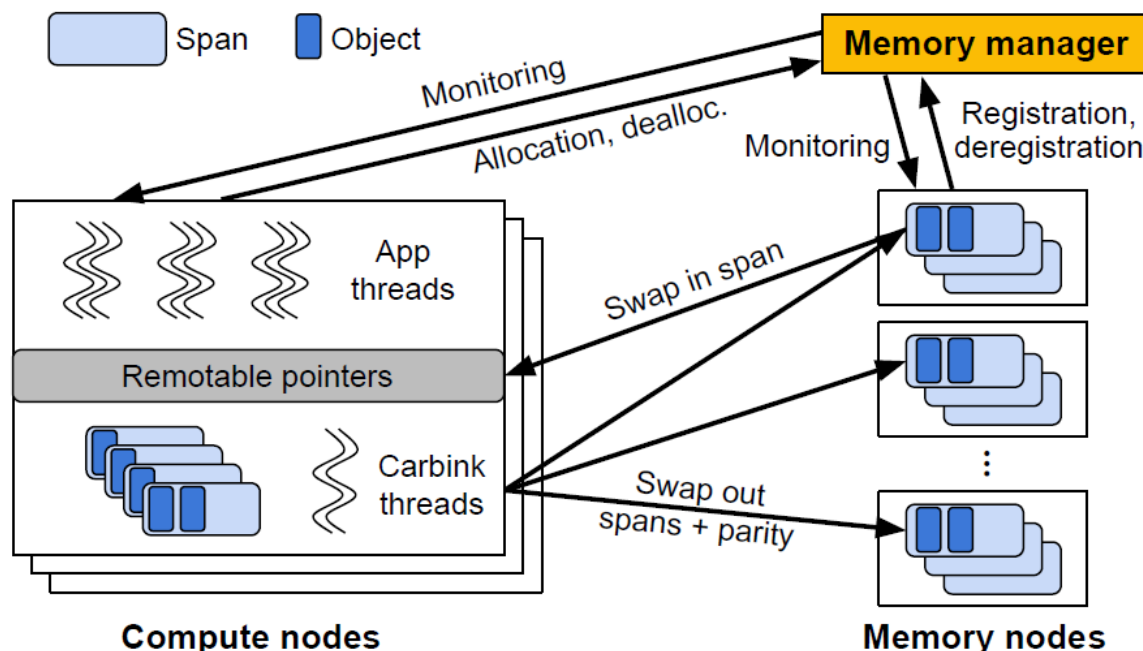 Span
Object
Memory manager
Monitoring
Allocation, dealloc.
Monitoring
Registration,
deregistration
App
threads
Swap in span
Remotable pointers
Carbink
threads
Swap out
spans + parity
Compute nodes
Memory nodes